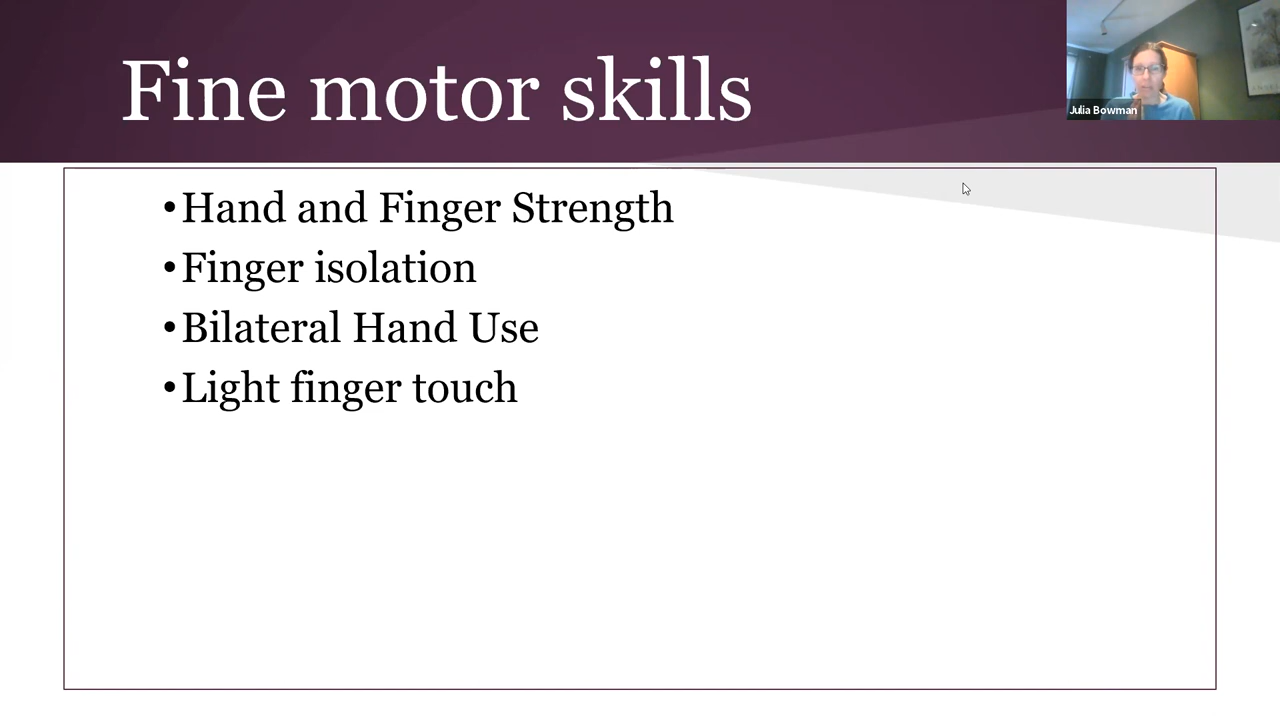 Fine motor skills
Julia Bowman
•Hand and Finger Strength
•Finger isolation
•Bilateral Hand Use
•Light finger touch